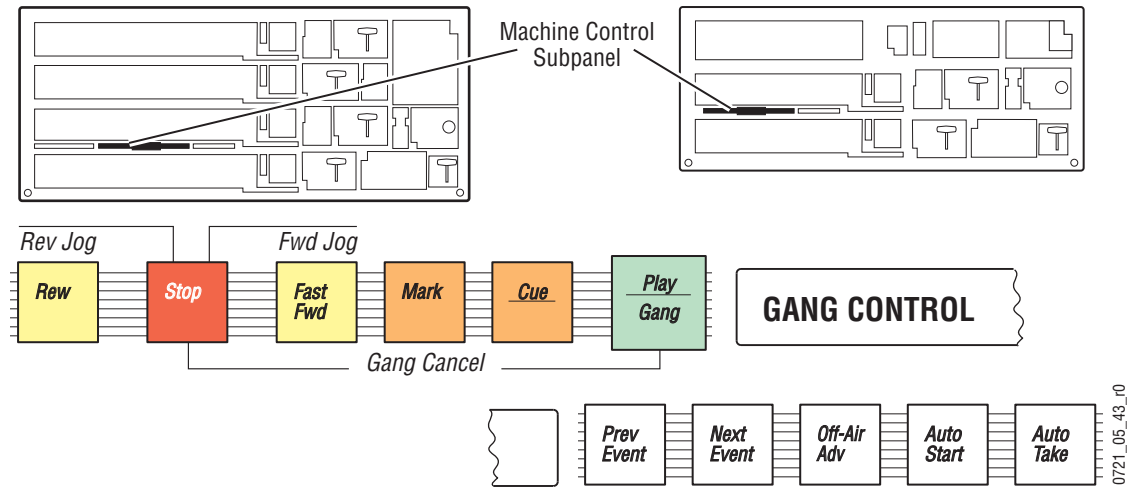 Machine Control
Subpanel
Rev Jog
Fwd Jog
Rew
Stop
Fast
Fwd
Mark
Cue
Play
Gang
GANG CONTROL
Gang Cancel
Prev
Event
Next
Event
Off-Air
Adv
Auto
Start
Auto
Take
0721_05_43_r0